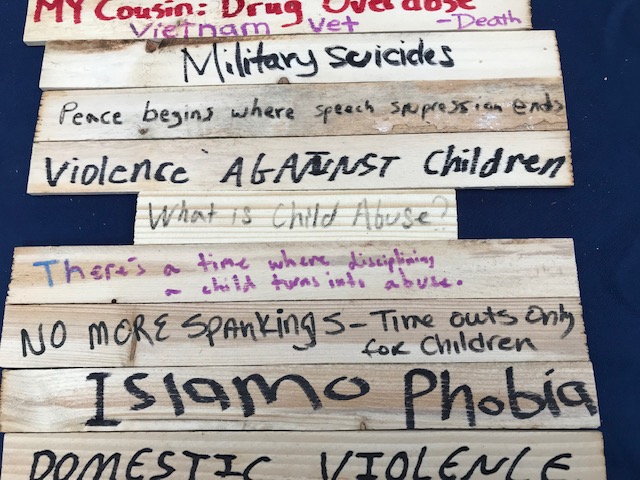 MY Cousin: Drug Overdose
Vietnam Vet -Death
Military Suicides
Peace begins where speech supression ends
Violence AGAINST Children
What is Child Abuse?
There's a time where disciplining
a child turns into abuse.
NO MORE Spankings - Time outs Only
for Children
Islamo Phobia
DOMESTIC VIOLENCE